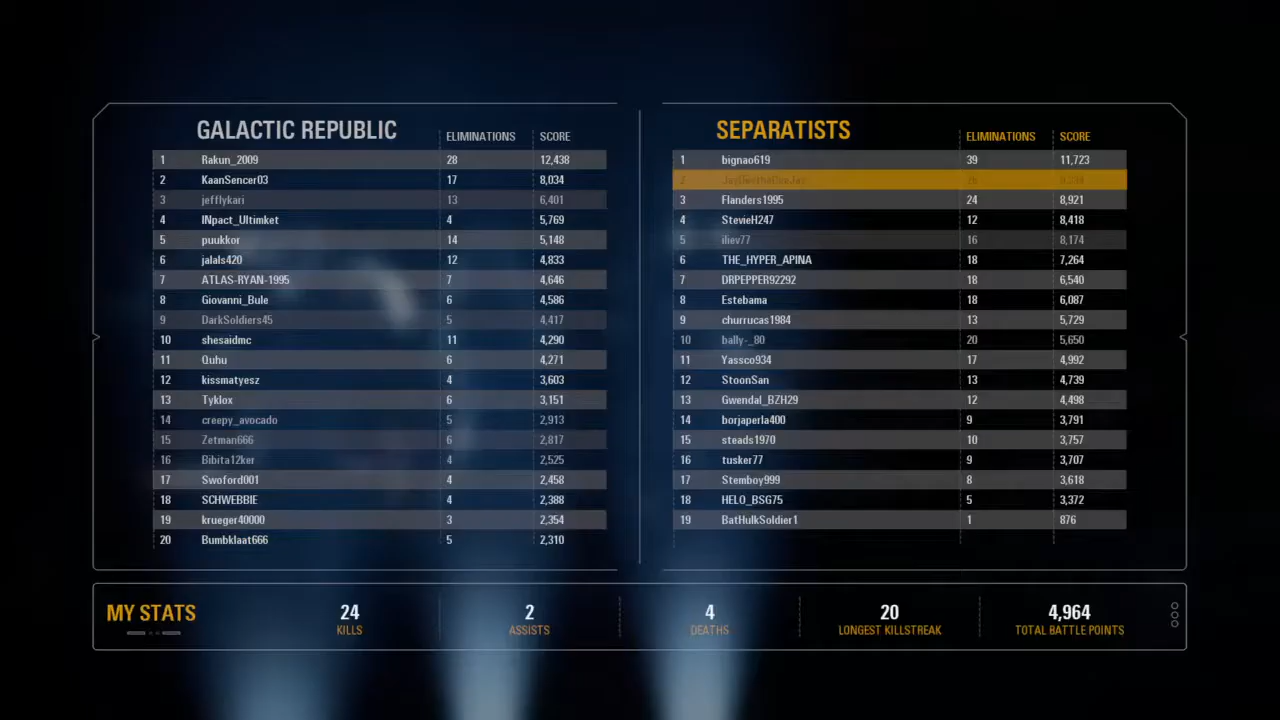 GALACTIC REPUBLIC ELIMINATIONS SCORE
1 Rakun_2009 28 12,438
2 KaanSencer03 17 8,034
3 jefflykari 13 6,401
4 INpact_Ultimket 4 5,769
5 puukkor 14 5,148
6 jalals420 12 4,833
7 ATLAS-RYAN-1995 7 4,646
8 Giovanni_Bule 6 4,586
9 DarkSoldiers45 5 4,417
10 shesaidmc 11 4,290
11 Quhu 6 4,271
12 kissmatyesz 4 3,603
13 Tyklox 6 3,151
14 creepy_avocado 5 2,913
15 Zetman666 6 2,817
16 Bibita12ker 4 2,525
17 Swoford001 4 2,458
18 SCHWEBBIE 4 2,388
19 krueger40000 3 2,354
20 Bumbklaat666 5 2,310
SEPARATISTS ELIMINATIONS SCORE
1 bignao619 39 11,723
2 26
3 Flanders1995 24 8,921
4 StevieH247 12 8,418
5 iliev77 16 8,174
6 THE_HYPER_APINA 18 7,264
7 DRPEPPER92292 18 6,540
8 Estebama 18 6,087
9 churrucas1984 13 5,729
10 bally-_80 20 5,650
11 Yassco934 17 4,992
12 StoonSan 13 4,739
13 Gwendal_BZH29 12 4,498
14 borjaperla400 9 3,791
15 steads1970 10 3,757
16 tusker77 9 3,707
17 Stemboy999 8 3,618
18 HELO_BSG75 5 3,372
19 BatHulkSoldier1 1 876
MY STATS
24 2 4 20 4,964
KILLS ASSISTS DEATHS LONGEST KILLSTREAK TOTAL BATTLE POINTS